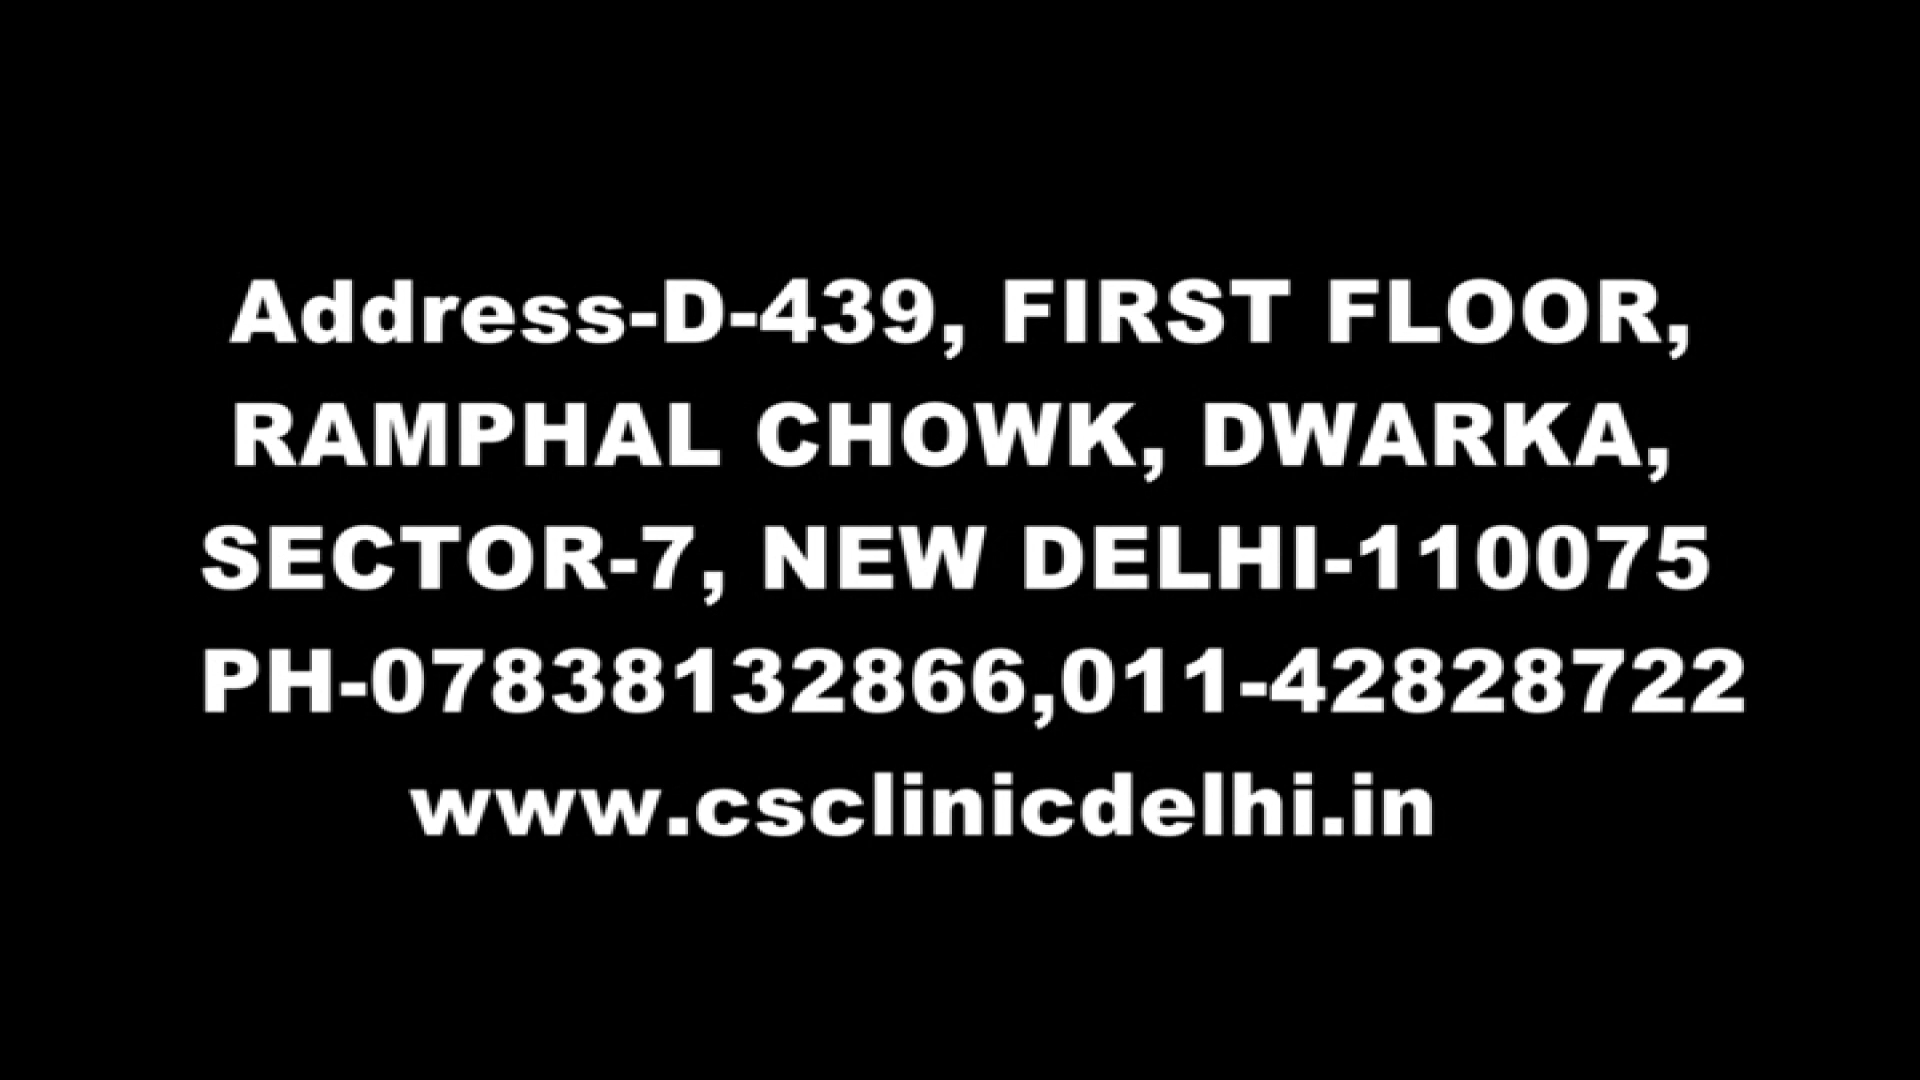 Address-D-439, FIRST FLOOR,
RAMPHAL CHOWK, DWARKA,
SECTOR-7, NEW DELHI-110075
PH-07838132866,011-42828722
www.csclinicdelhi.in